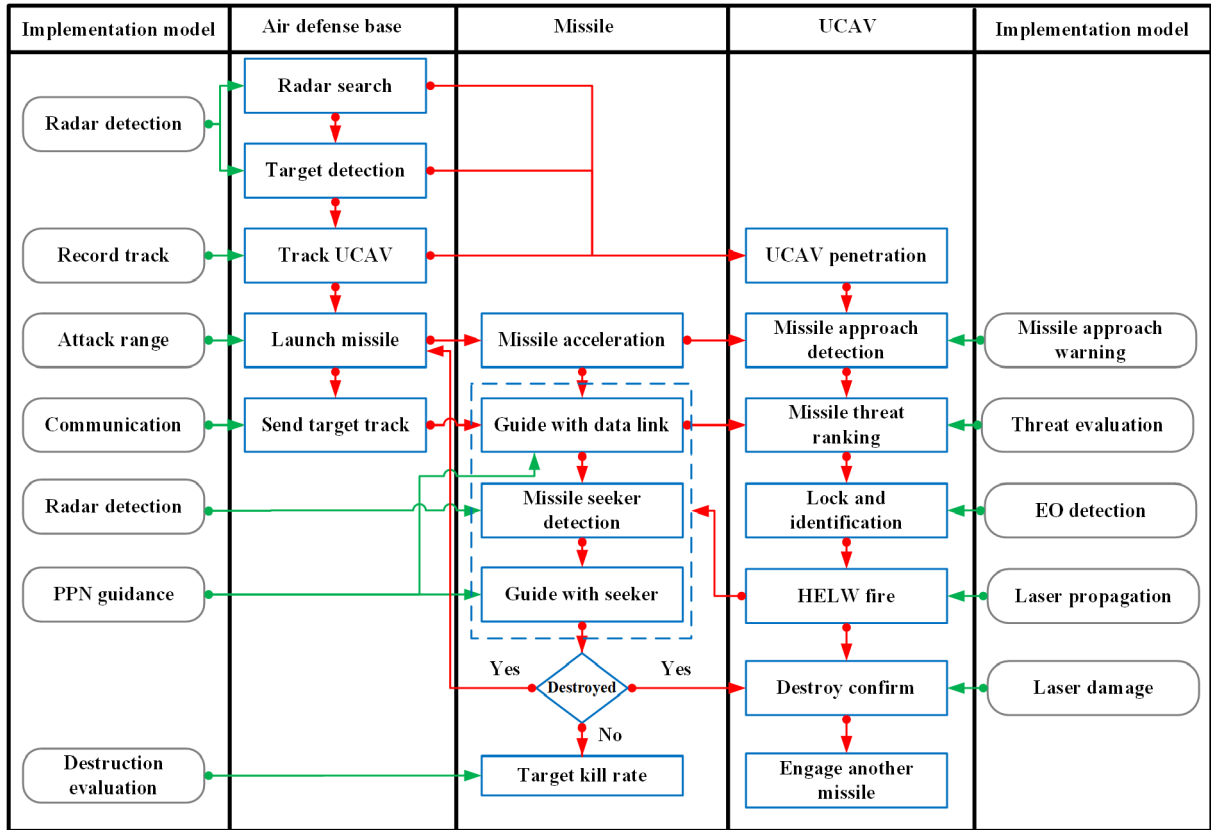 Implementation model
Air defense base
Missile
UCAV
Implementation model
Radar search
Radar detection
Target detection
Record track
Track UCAV
UCAV penetration
Attack range
Launch missile
Missile acceleration
Missile approach
detection
Missile approach
warning
Communication
Send target track
Guide with data link
Missile threat
ranking
Threat evaluation
Radar detection
Missile seeker
detection
Lock and
identification
EO detection
PPN guidance
Guide with seeker
HELW fire
Laser propagation
Yes
Yes
Destroyed
Destroy confirm
Laser damage
No
Destruction
evaluation
Target kill rate
Engage another
missile